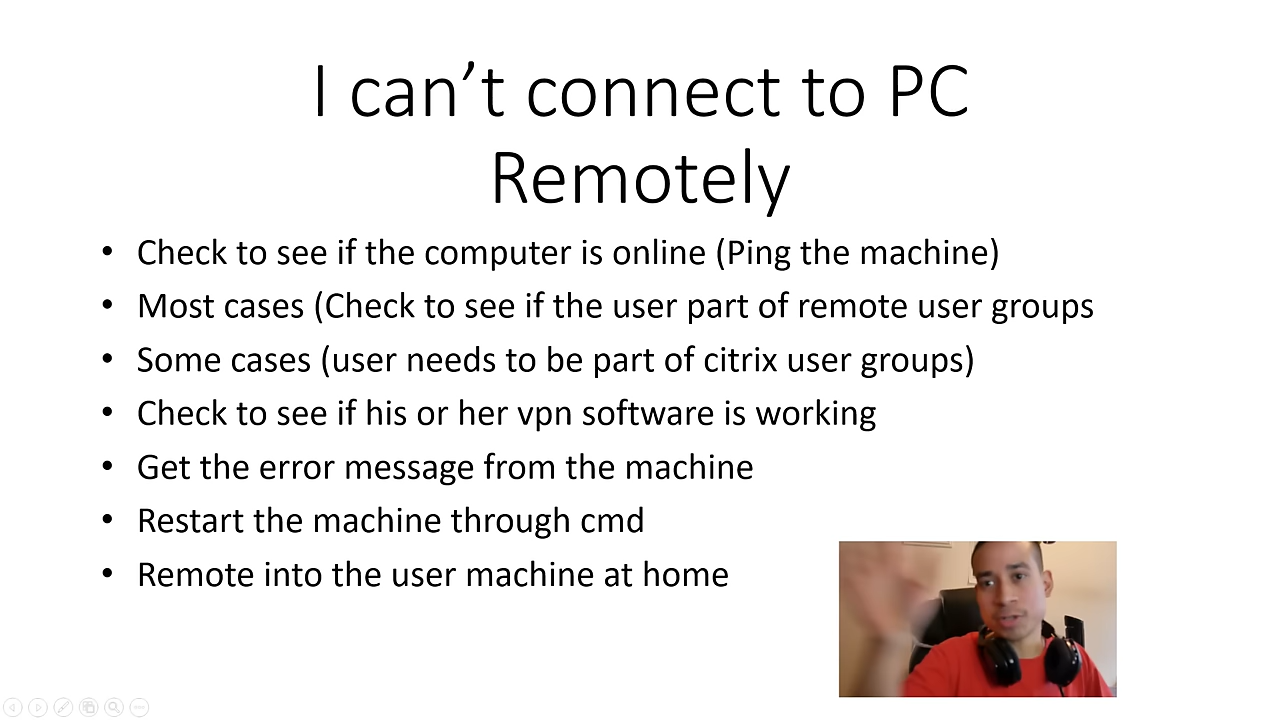 I can’t connect to PC
Remotely
• Check to see if the computer is online (Ping the machine)
• Most cases (Check to see if the user part of remote user groups
• Some cases (user needs to be part of citrix user groups)
• Check to see if his or her vpn software is working
• Get the error message from the machine
• Restart the machine through cmd
• Remote into the user machine at home